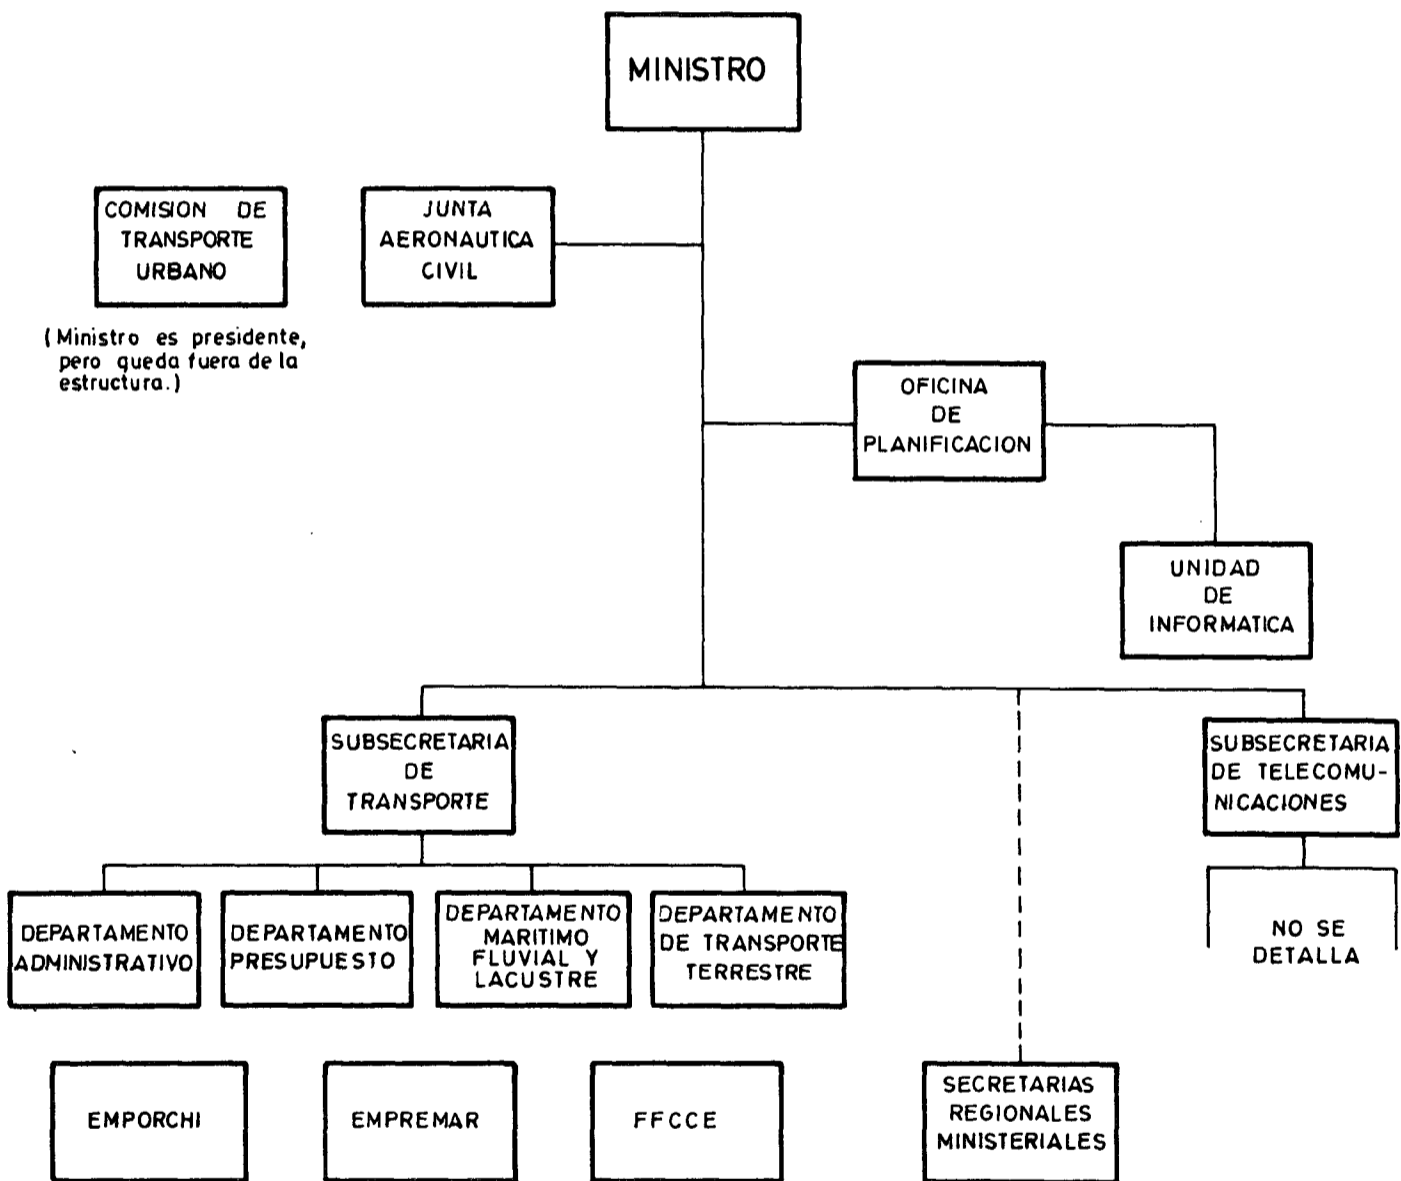 MINISTRO
COMISION DE
TRANSPORTE
URBANO
(Ministro es presidente,
pero queda fuera de la
estructura.)
JUNTA
AERONAUTICA
CIVIL
OFICINA
DE
PLANIFICACION
UNIDAD
DE
INFORMATICA
SUBSECRETARIA
DE
TRANSPORTE
SUBSECRETARIA
DE TELECOMU-
NICACIONES
DEPARTAMENTO
ADMINISTRATIVO
DEPARTAMENTO
PRESUPUESTO
DEPARTAMENTO
MARITIMO
FLUVIAL Y
LACUSTRE
DEPARTAMENTO
DE TRANSPORTE
TERRESTRE
NO SE
DETALLA
EMPORCHI
EMPREMAR
FFCCE
SECRETARIAS
REGIONALES
MINISTERIALES